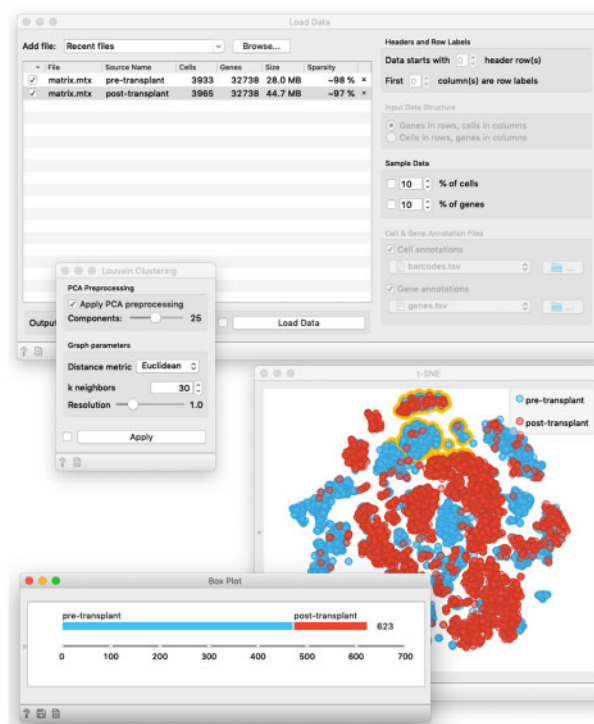 Load Data
Add file: Recent files Browse...
File Source Name Cells Genes Size Sparsity
matrix.mtx pre-transplant 3933 32738 28.0 MB ~98 % ×
matrix.mtx post-transplant 3965 32738 44.7 MB ~97 % ×
Headers and Row Labels
Data starts with 0 header row(s)
First 0 column(s) are row labels
Input Data Structure
Genes in rows, cells in columns
Cells in rows, genes in columns
Sample Data
10 % of cells
10 % of genes
Cell & Gene Annotation Files
Cell annotations
barcodes.tsv ...
Gene annotations
genes.tsv ...
Output
Load Data
?
Louvain Clustering
PCA Preprocessing
Apply PCA preprocessing
Components: 25
Graph parameters
Distance metric Euclidean
k neighbors 30
Resolution 1.0
Apply
?
t-SNE
pre-transplant
post-transplant
Box Plot
pre-transplant post-transplant
623
0 100 200 300 400 500 600 700
?